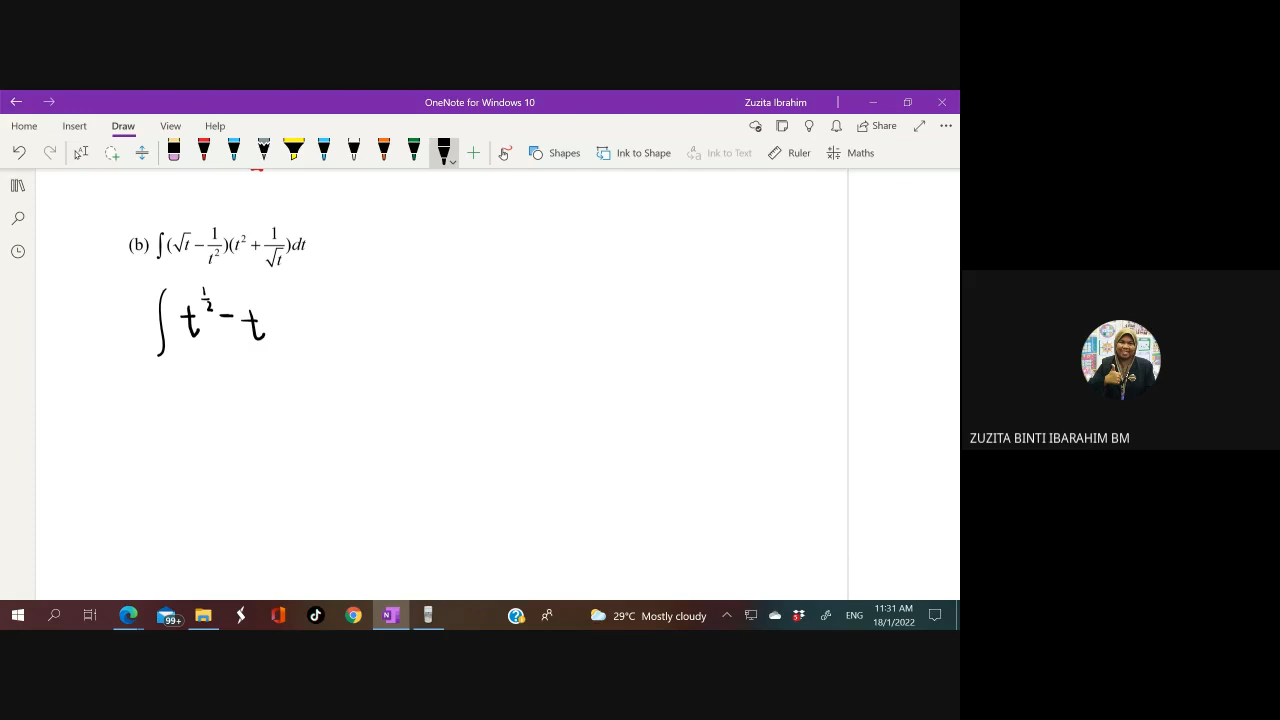 OneNote for Windows 10
Zuzita Ibrahim
Home Insert Draw View Help
Share
Shapes Ink to Shape Ink to Text Ruler Maths
(b) ∫(√t − 1/t²)(t² + 1/√t)dt
∫ t^½ − t
ZUZITA BINTI IBARAHIM BM
99+
29°C Mostly cloudy
ENG
11:31 AM
18/1/2022